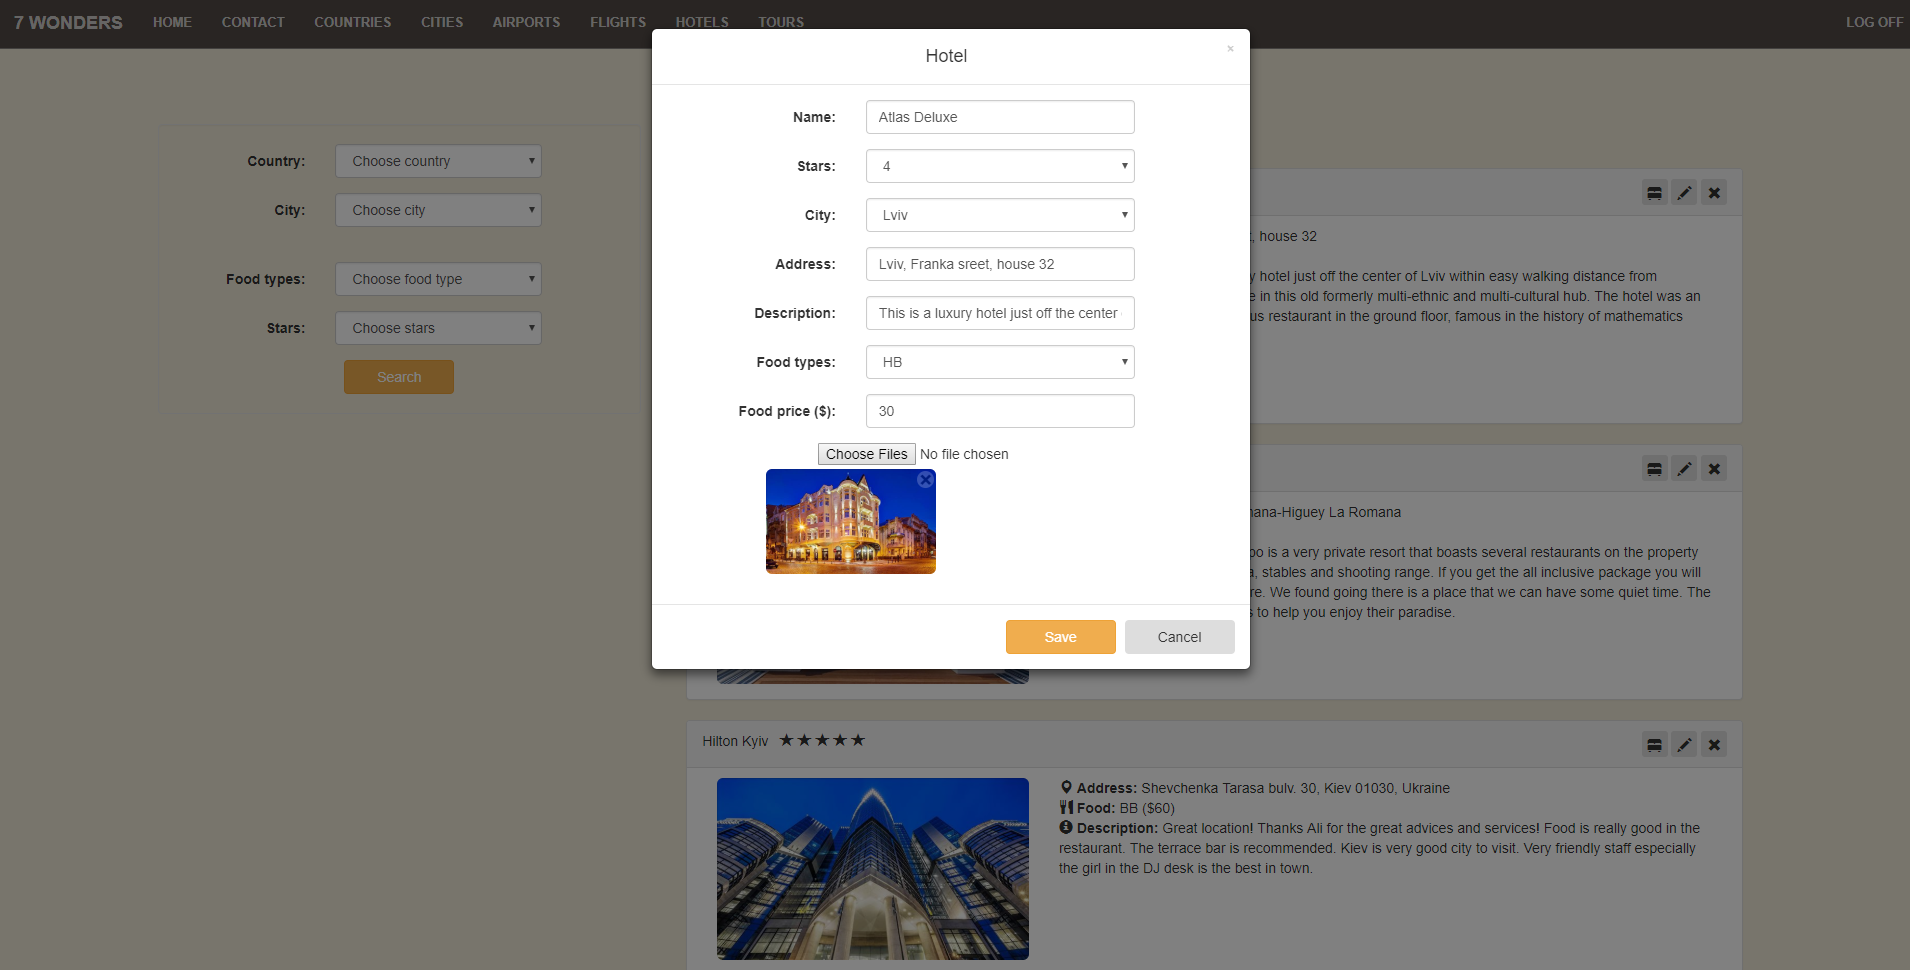 7 WONDERS HOME CONTACT COUNTRIES CITIES AIRPORTS FLIGHTS HOTELS TOURS LOG OFF
Hotel
×
Name: Atlas Deluxe
Stars: 4
City: Lviv
Address: Lviv, Franka sreet, house 32
Description: This is a luxury hotel just off the center
Food types: HB
Food price ($): 30
Choose Files No file chosen
Save Cancel
Country: Choose country
City: Choose city
Food types: Choose food type
Stars: Choose stars
Search
, house 32
hotel just off the center of Lviv within easy walking distance from
in this old formerly multi-ethnic and multi-cultural hub. The hotel was an
us restaurant in the ground floor, famous in the history of mathematics
ana-Higuey La Romana
is a very private resort that boasts several restaurants on the property
, stables and shooting range. If you get the all inclusive package you will
re. We found going there is a place that we can have some quiet time. The
to help you enjoy their paradise.
Hilton Kyiv ★★★★★
Address: Shevchenka Tarasa bulv. 30, Kiev 01030, Ukraine
Food: BB ($60)
Description: Great location! Thanks Ali for the great advices and services! Food is really good in the
restaurant. The terrace bar is recommended. Kiev is very good city to visit. Very friendly staff especially
the girl in the DJ desk is the best in town.